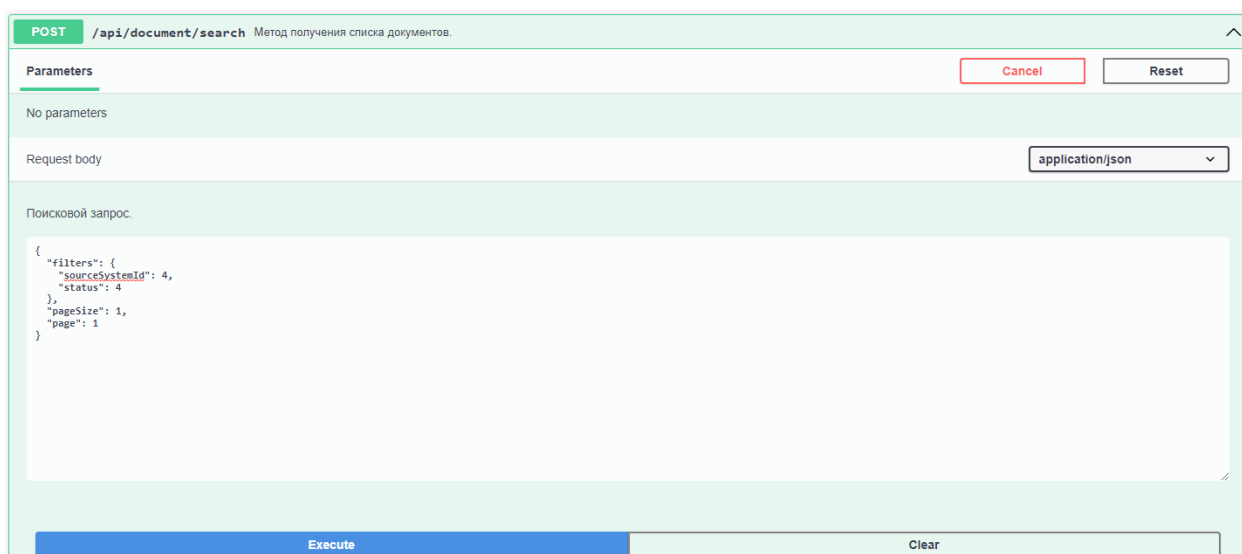 POST /api/document/search Метод получения списка документов.
Parameters Cancel Reset
No parameters
Request body application/json
Поисковой запрос.
{
"filters": {
"sourceSystemId": 4,
"status": 4
},
"pageSize": 1,
"page": 1
}
Execute Clear